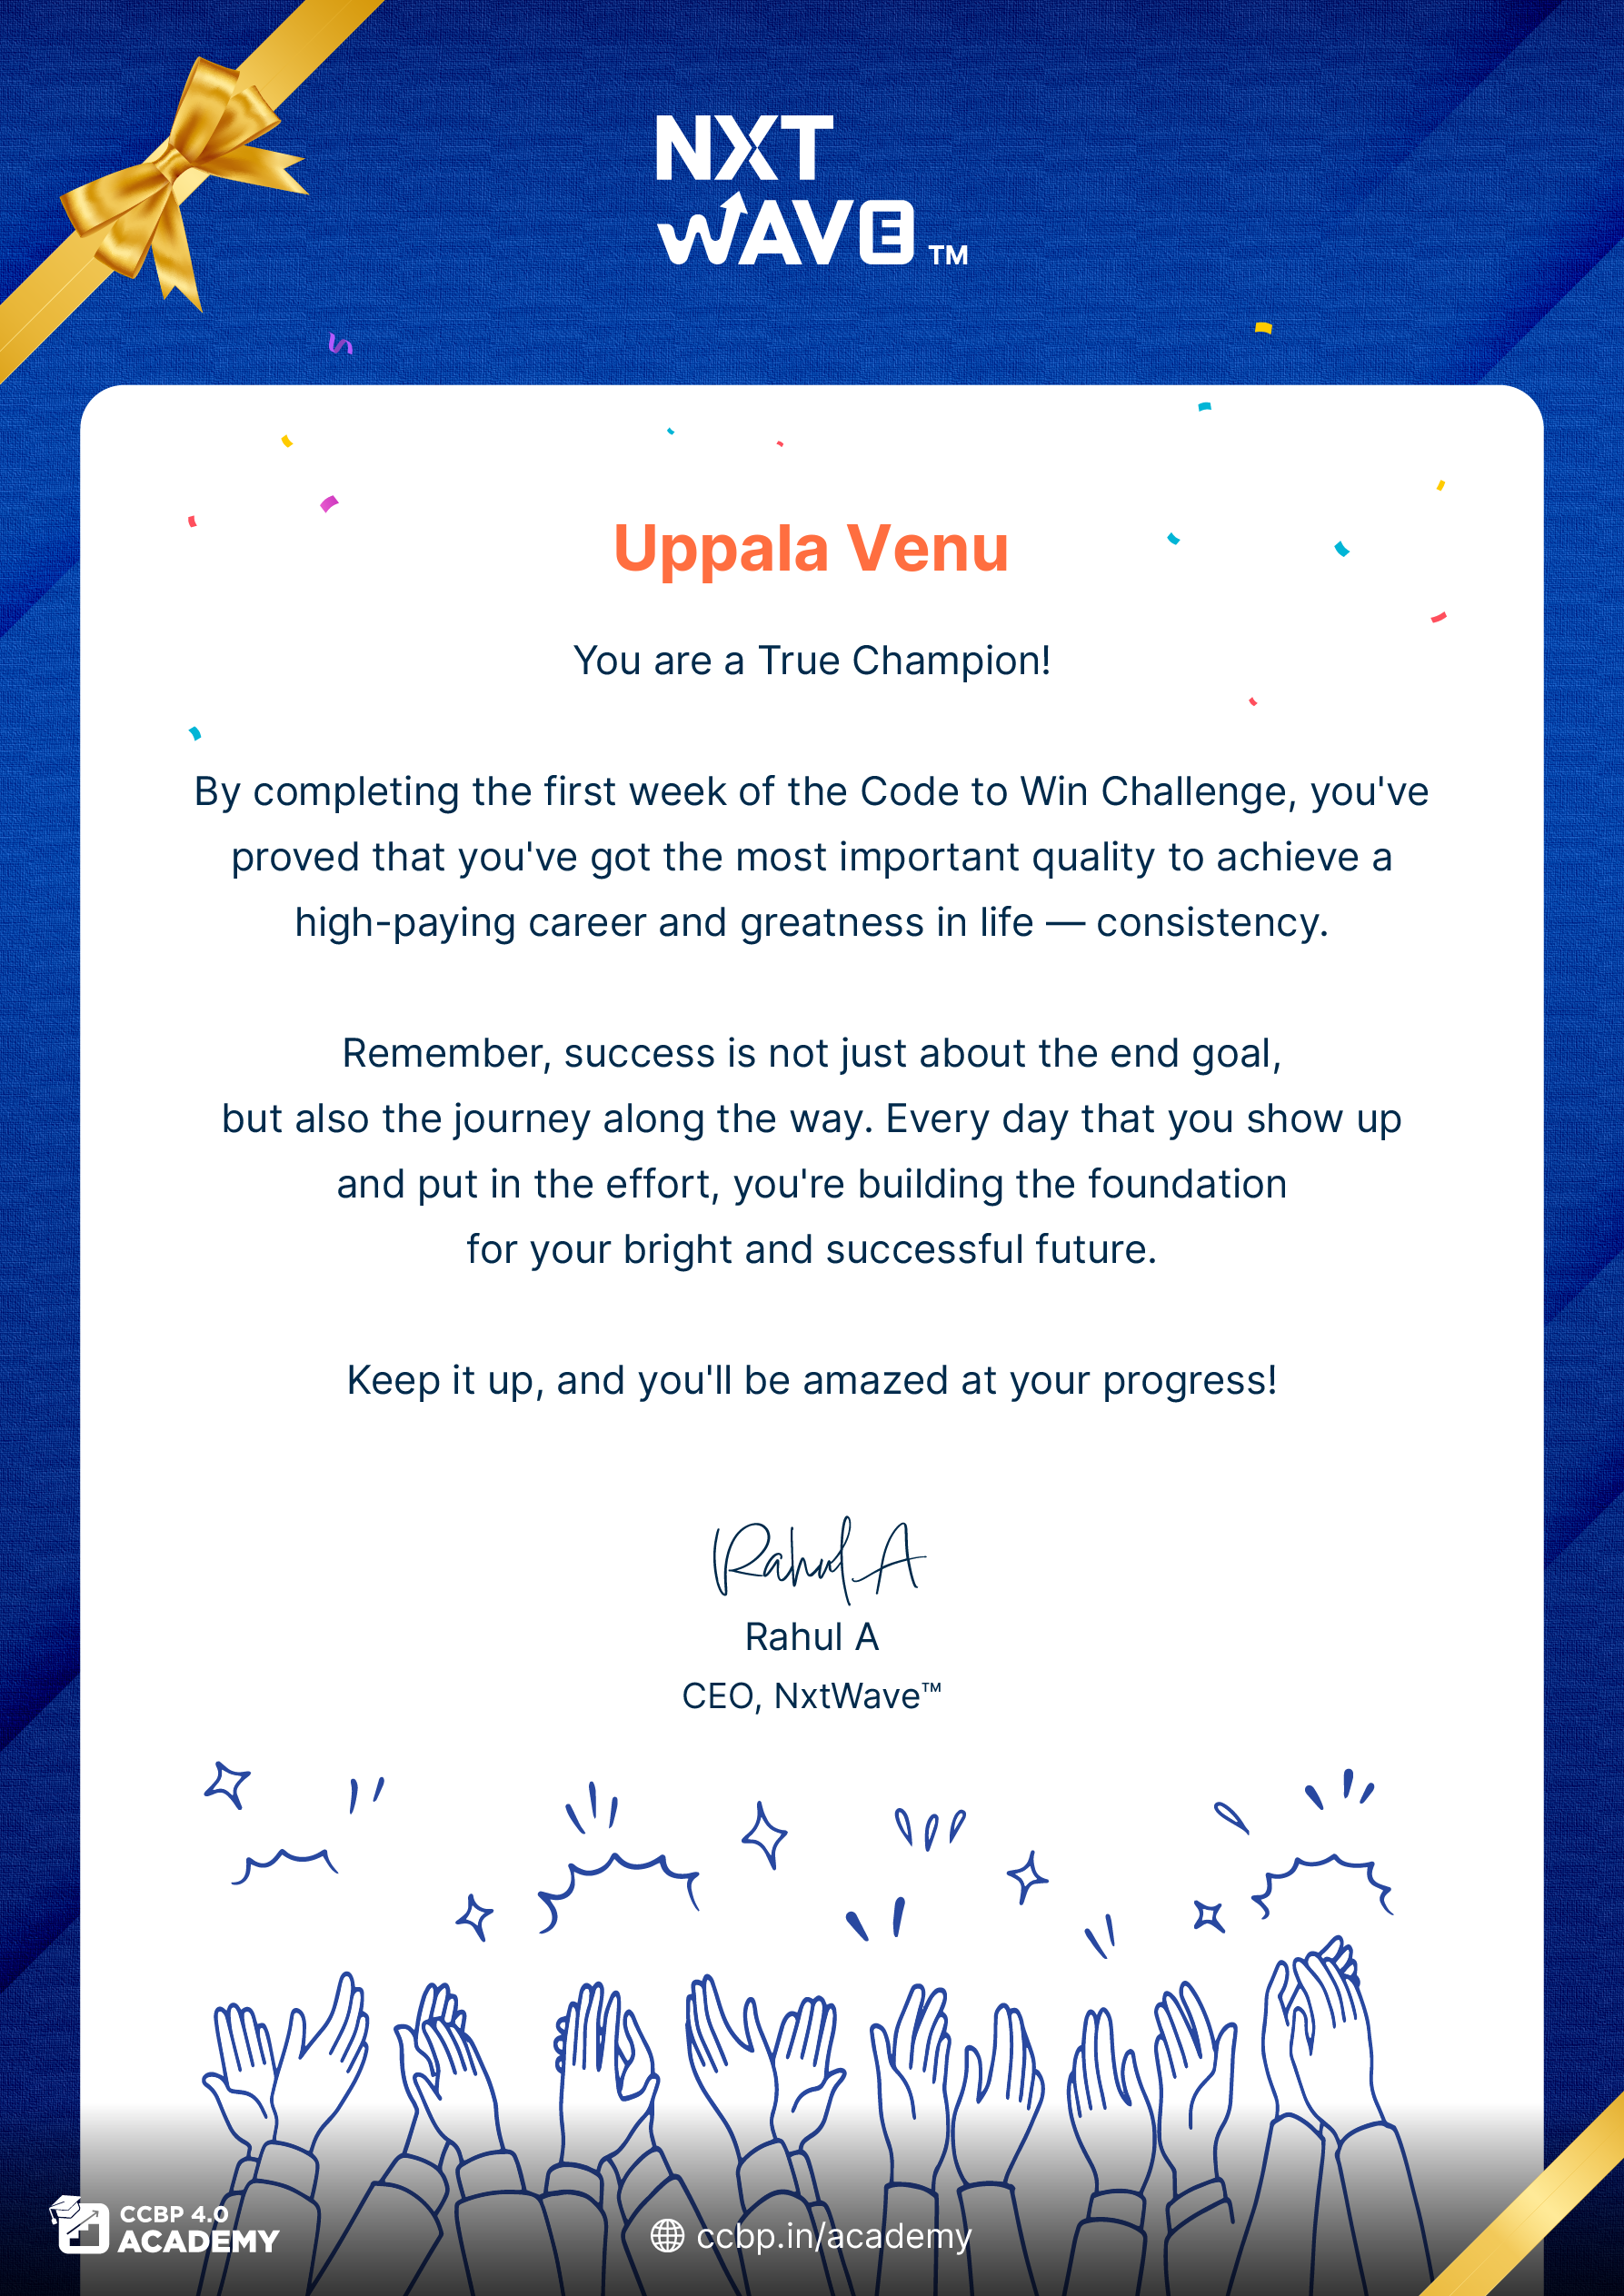 NXT
WAVE TM
Uppala Venu
You are a True Champion!
By completing the first week of the Code to Win Challenge, you've
proved that you've got the most important quality to achieve a
high-paying career and greatness in life — consistency.
Remember, success is not just about the end goal,
but also the journey along the way. Every day that you show up
and put in the effort, you're building the foundation
for your bright and successful future.
Keep it up, and you'll be amazed at your progress!
Rahul A
Rahul A
CEO, NxtWave™
CCBP 4.0
ACADEMY
ccbp.in/academy